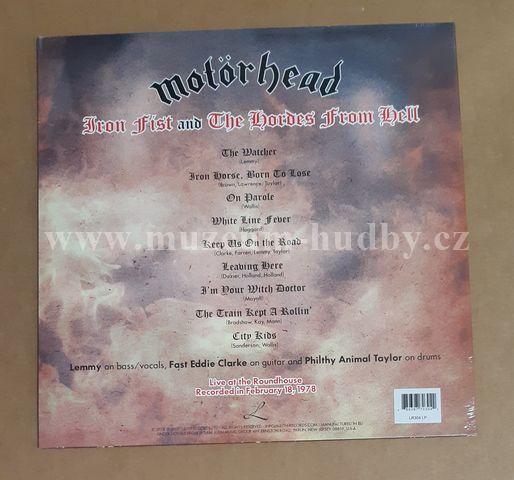 motörhead
Iron Fist and The Hordes From Hell
The Watcher
(Lemmy)
Iron Horse, Born To Lose
(Brown, Lawrence, Taylor)
On Parole
(Wallis)
White Line Fever
(Haggard)
www.muzeumhudby.cz
Keep Us On the Road
(Clarke, Farren, Lemmy, Taylor)
Leaving Here
(Dozier, Holland, Holland)
I'm Your Witch Doctor
(Mayall)
The Train Kept A Rollin'
(Bradshaw, Kay, Mann)
City Kids
(Sanderson, Wallis)
Lemmy on bass/vocals, Fast Eddie Clarke on guitar and Philthy Animal Taylor on drums
Live at the Roundhouse
Recorded in February 18, 1978